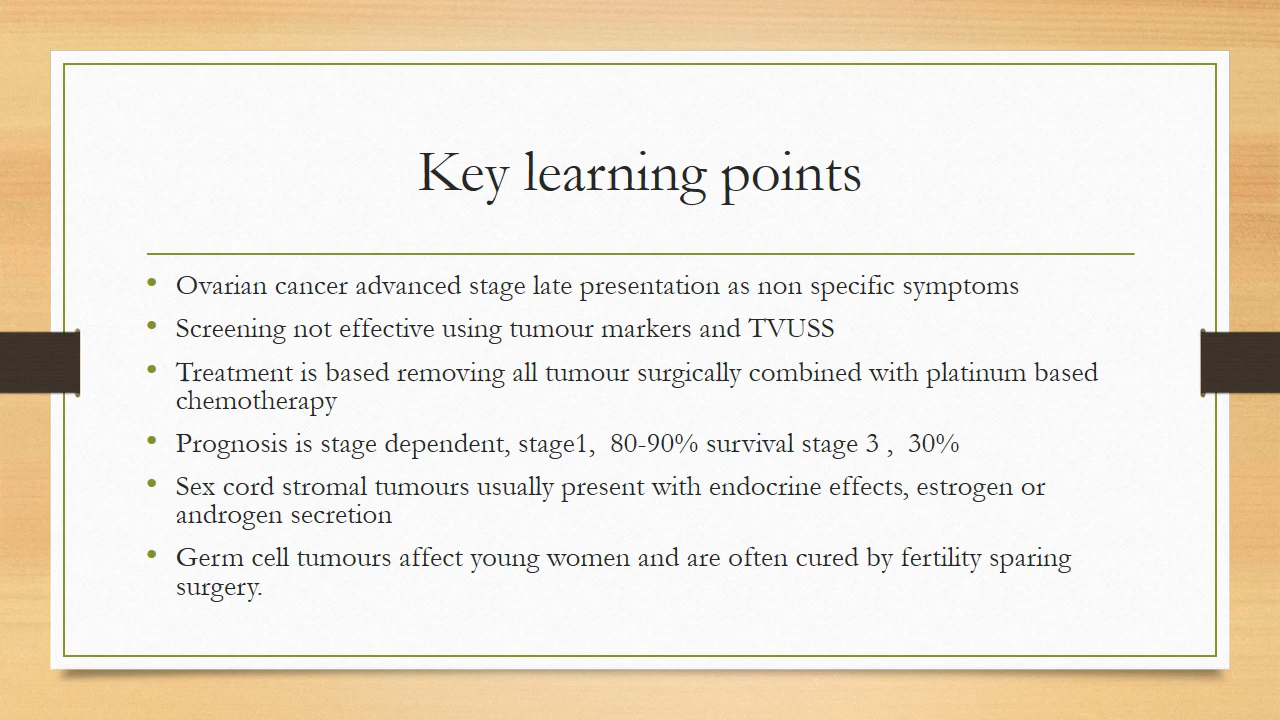 Key learning points
• Ovarian cancer advanced stage late presentation as non specific symptoms
• Screening not effective using tumour markers and TVUSS
• Treatment is based removing all tumour surgically combined with platinum based
chemotherapy
• Prognosis is stage dependent, stage1,  80-90% survival stage 3 ,  30%
• Sex cord stromal tumours usually present with endocrine effects, estrogen or
androgen secretion
• Germ cell tumours affect young women and are often cured by fertility sparing
surgery.